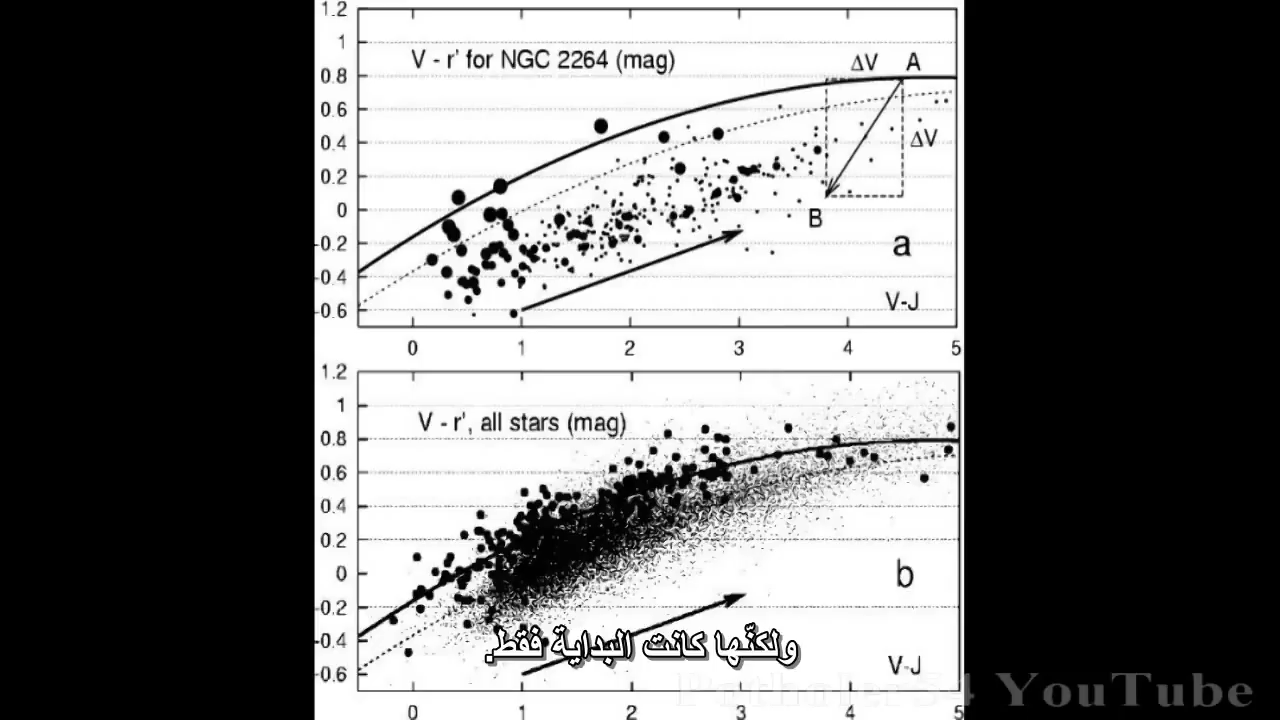 1.2
1
V - r' for NGC 2264 (mag)
ΔV
A
0.8
0.6
ΔV
0.4
0.2
0
B
-0.2
a
-0.4
V-J
-0.6
0 1 2 3 4 5
1.2
1
V - r', all stars (mag)
0.8
0.6
0.4
0.2
0
b
-0.2
-0.4
ولكنّها كانت البداية فقط.
V-J
-0.6
Potholer54 YouTube
0 1 2 3 4 5